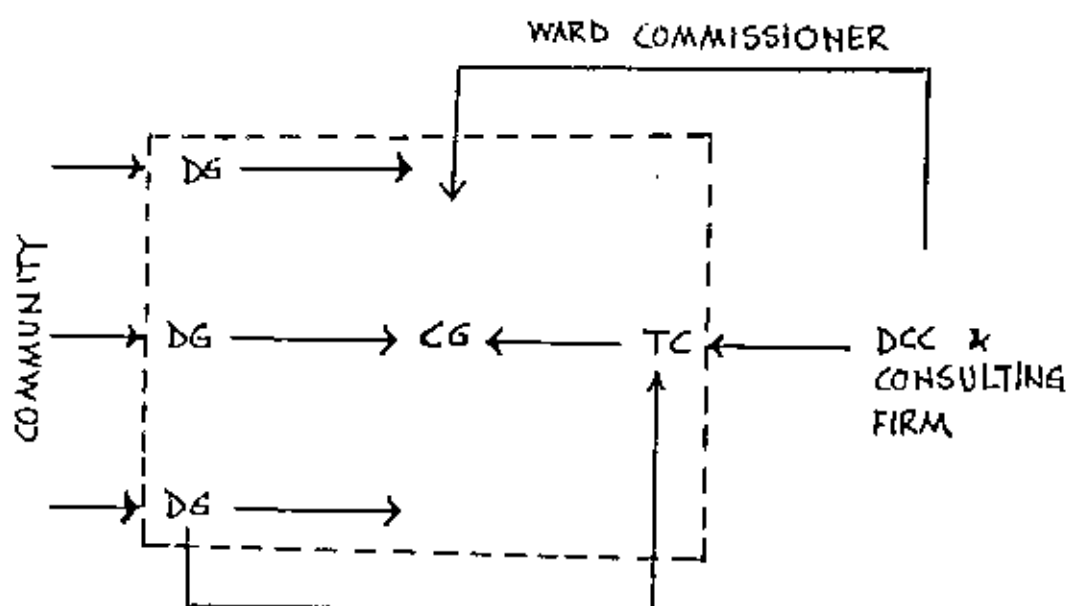 WARD COMMISSIONER
DG
COMMUNITY
DG CG TC DCC &
CONSULTING
FIRM
DG